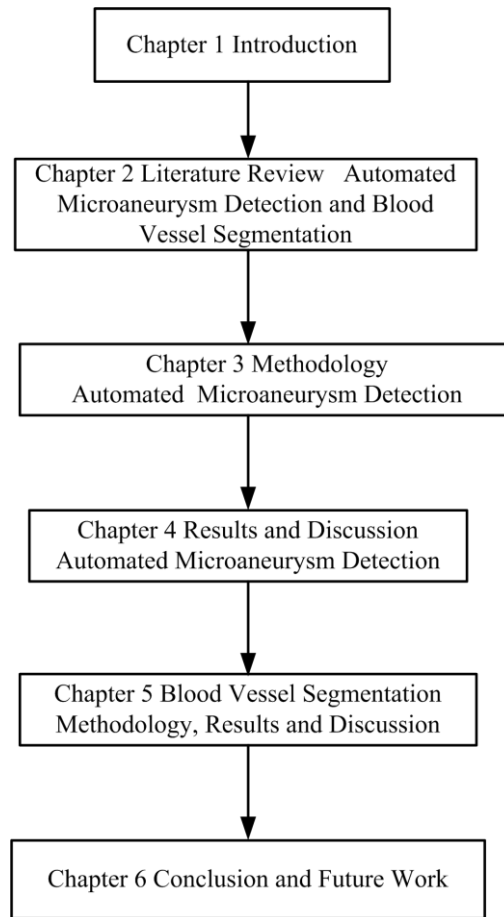 Chapter 1 Introduction
Chapter 2 Literature Review   Automated
Microaneurysm Detection and Blood
Vessel Segmentation
Chapter 3 Methodology
Automated  Microaneurysm Detection
Chapter 4 Results and Discussion
Automated Microaneurysm Detection
Chapter 5 Blood Vessel Segmentation
Methodology, Results and Discussion
Chapter 6 Conclusion and Future Work